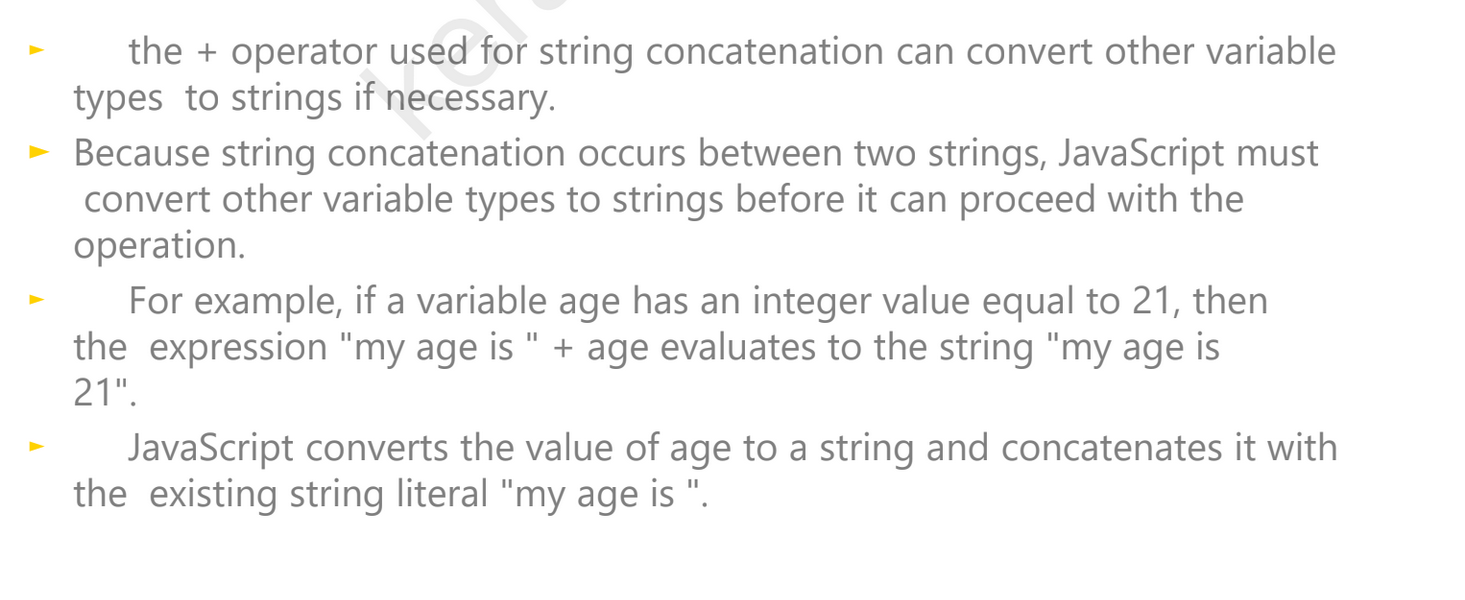 ► the + operator used for string concatenation can convert other variable
types to strings if necessary.
► Because string concatenation occurs between two strings, JavaScript must
convert other variable types to strings before it can proceed with the
operation.
► For example, if a variable age has an integer value equal to 21, then
the expression "my age is " + age evaluates to the string "my age is
21".
► JavaScript converts the value of age to a string and concatenates it with
the existing string literal "my age is ".